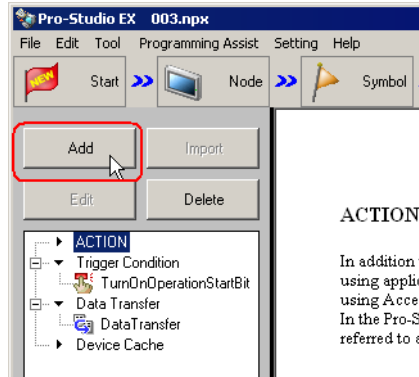 Pro-Studio EX 003.npx
File Edit Tool Programming Assist Setting Help
NEW Start Node Symbol
Add Import
Edit Delete
ACTION
Trigger Condition
TurnOnOperationStartBit
Data Transfer
DataTransfer
Device Cache
ACTION
In addition
using appli
using Acce
In the Pro-S
referred to a